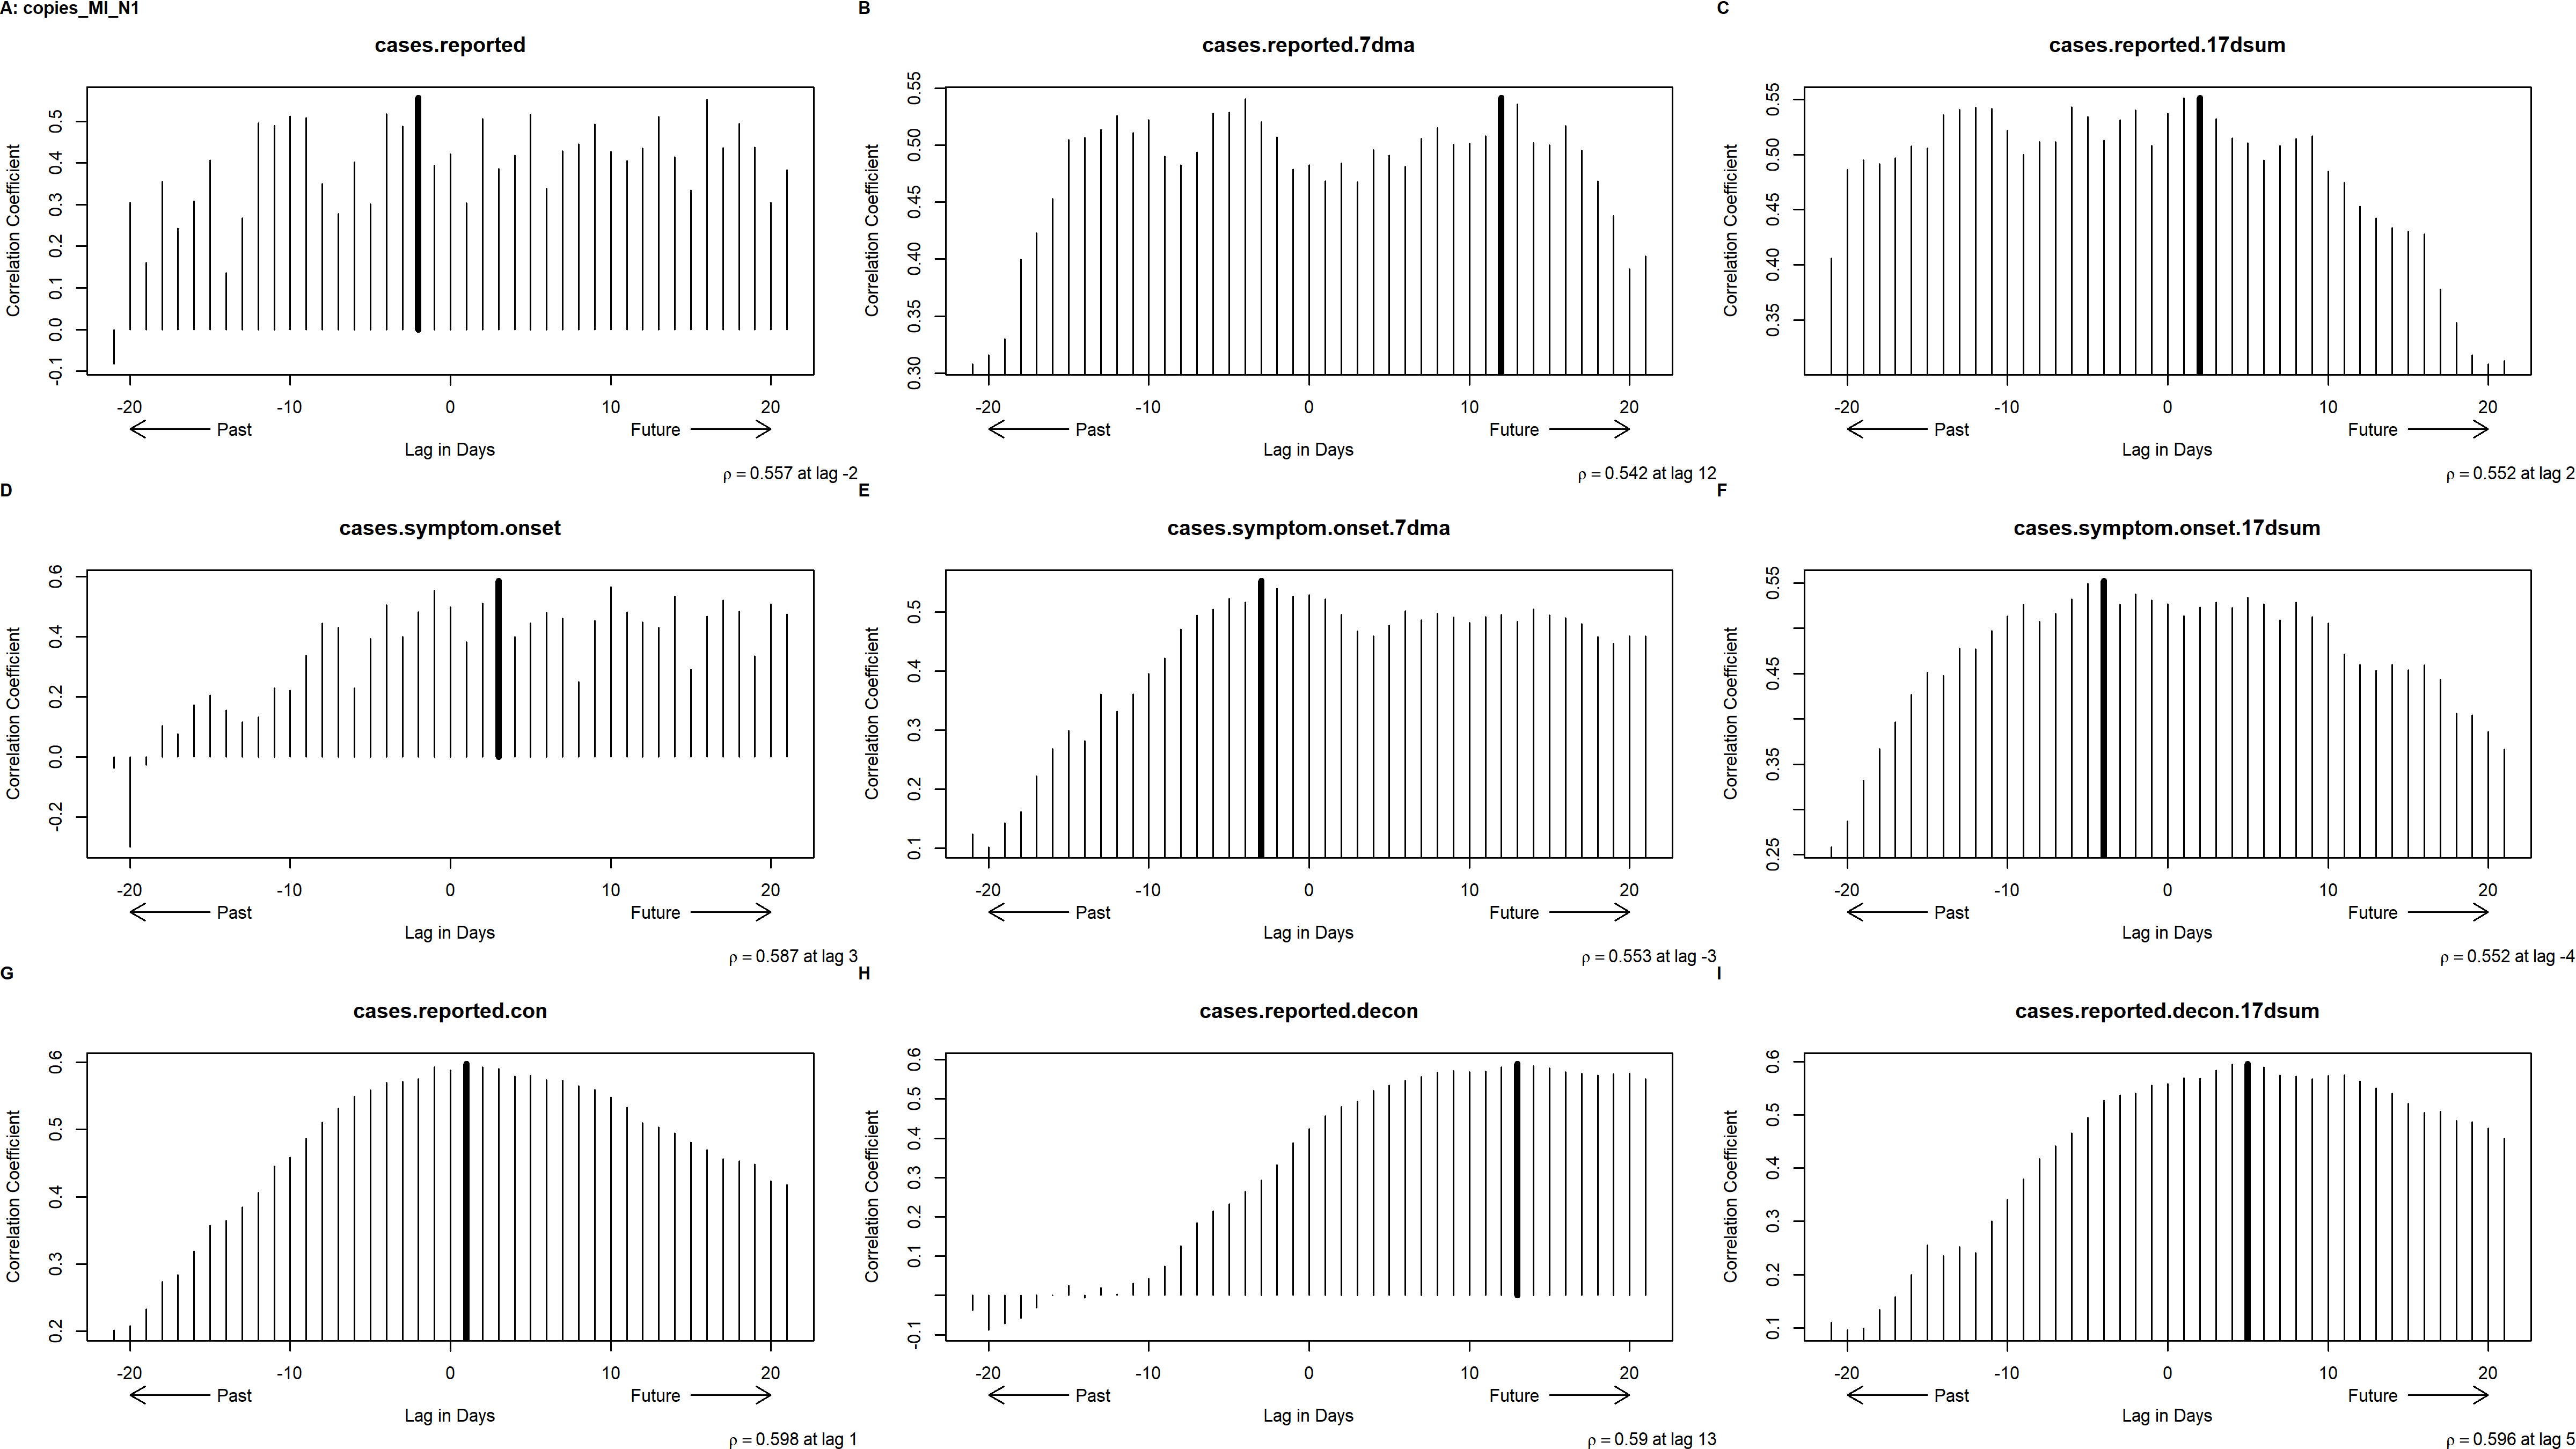 A: copies_MI_N1
cases.reported
Correlation Coefficient
0.5
0.4
0.3
0.2
0.1
0.0
-0.1
-20 -10 0 10 20
Past Future
Lag in Days
ρ = 0.557 at lag -2
B
cases.reported.7dma
Correlation Coefficient
0.55
0.50
0.45
0.40
0.35
0.30
-20 -10 0 10 20
Past Future
Lag in Days
ρ = 0.542 at lag 12
C
cases.reported.17dsum
Correlation Coefficient
0.55
0.50
0.45
0.40
0.35
-20 -10 0 10 20
Past Future
Lag in Days
ρ = 0.552 at lag 2
D
cases.symptom.onset
Correlation Coefficient
0.6
0.4
0.2
0.0
-0.2
-20 -10 0 10 20
Past Future
Lag in Days
ρ = 0.587 at lag 3
E
cases.symptom.onset.7dma
Correlation Coefficient
0.5
0.4
0.3
0.2
0.1
-20 -10 0 10 20
Past Future
Lag in Days
ρ = 0.553 at lag -3
F
cases.symptom.onset.17dsum
Correlation Coefficient
0.55
0.45
0.35
0.25
-20 -10 0 10 20
Past Future
Lag in Days
ρ = 0.552 at lag -4
G
cases.reported.con
Correlation Coefficient
0.6
0.5
0.4
0.3
0.2
-20 -10 0 10 20
Past Future
Lag in Days
ρ = 0.598 at lag 1
H
cases.reported.decon
Correlation Coefficient
0.6
0.5
0.4
0.3
0.2
0.1
-0.1
-20 -10 0 10 20
Past Future
Lag in Days
ρ = 0.59 at lag 13
I
cases.reported.decon.17dsum
Correlation Coefficient
0.6
0.5
0.4
0.3
0.2
0.1
-20 -10 0 10 20
Past Future
Lag in Days
ρ = 0.596 at lag 5